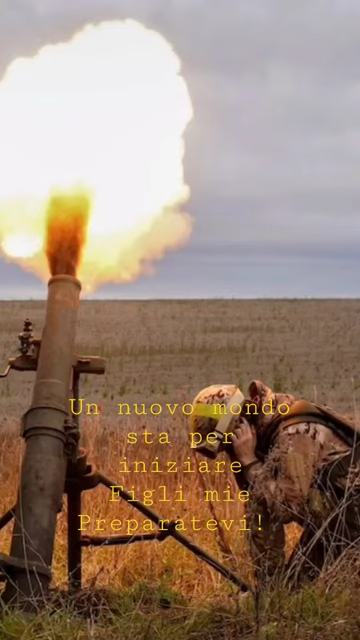 Un nuovo mondo
sta per
iniziare
Figli mie
Preparatevi!